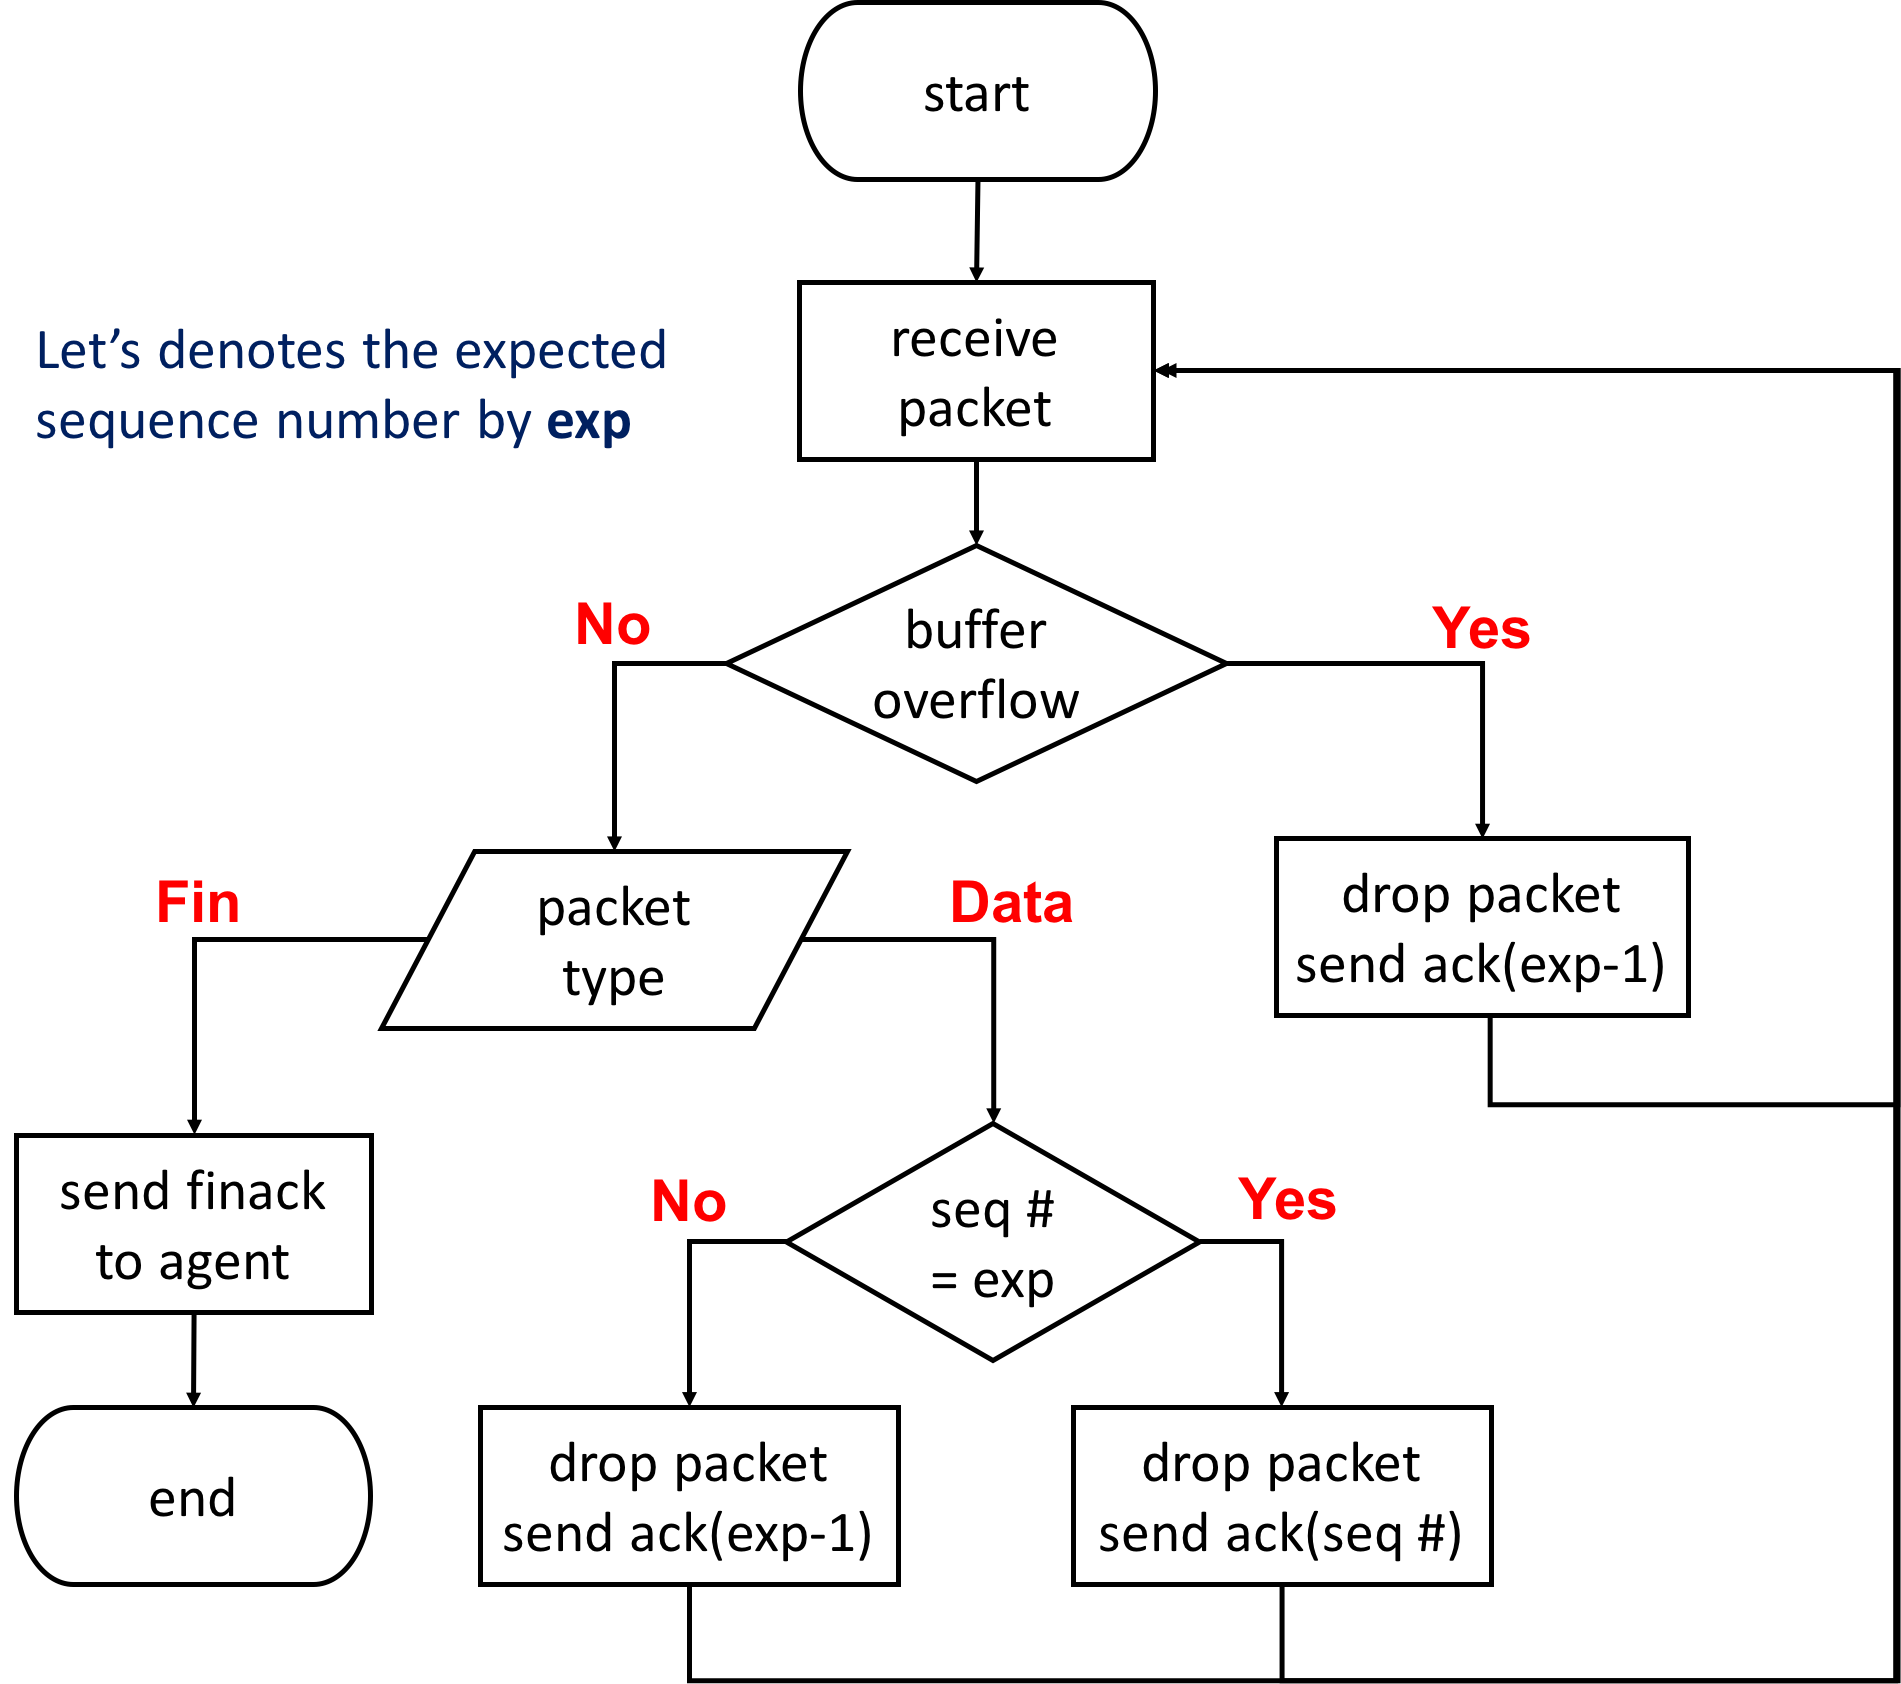 start
receive
packet
Let’s denotes the expected
sequence number by exp
buffer
overflow
No
Yes
packet
type
Fin
Data
drop packet
send ack(exp-1)
send finack
to agent
seq #
= exp
No
Yes
end
drop packet
send ack(exp-1)
drop packet
send ack(seq #)